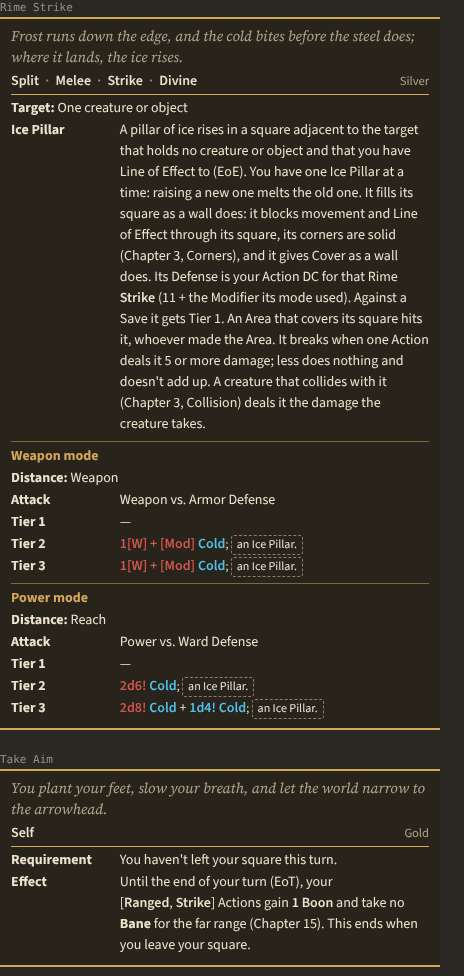 Rime Strike
Frost runs down the edge, and the cold bites before the steel does;
where it lands, the ice rises.
Split · Melee · Strike · Divine Silver
Target: One creature or object
Ice Pillar A pillar of ice rises in a square adjacent to the target
that holds no creature or object and that you have
Line of Effect to (EoE). You have one Ice Pillar at a
time: raising a new one melts the old one. It fills its
square as a wall does: it blocks movement and Line
of Effect through its square, its corners are solid
(Chapter 3, Corners), and it gives Cover as a wall
does. Its Defense is your Action DC for that Rime
Strike (11 + the Modifier its mode used). Against a
Save it gets Tier 1. An Area that covers its square hits
it, whoever made the Area. It breaks when one Action
deals it 5 or more damage; less does nothing and
doesn't add up. A creature that collides with it
(Chapter 3, Collision) deals it the damage the
creature takes.
Weapon mode
Distance: Weapon
Attack Weapon vs. Armor Defense
Tier 1 —
Tier 2 1[W] + [Mod] Cold; an Ice Pillar.
Tier 3 1[W] + [Mod] Cold; an Ice Pillar.
Power mode
Distance: Reach
Attack Power vs. Ward Defense
Tier 1 —
Tier 2 2d6! Cold; an Ice Pillar.
Tier 3 2d8! Cold + 1d4! Cold; an Ice Pillar.
Take Aim
You plant your feet, slow your breath, and let the world narrow to
the arrowhead.
Self Gold
Requirement You haven't left your square this turn.
Effect Until the end of your turn (EoT), your
[Ranged, Strike] Actions gain 1 Boon and take no
Bane for the far range (Chapter 15). This ends when
you leave your square.